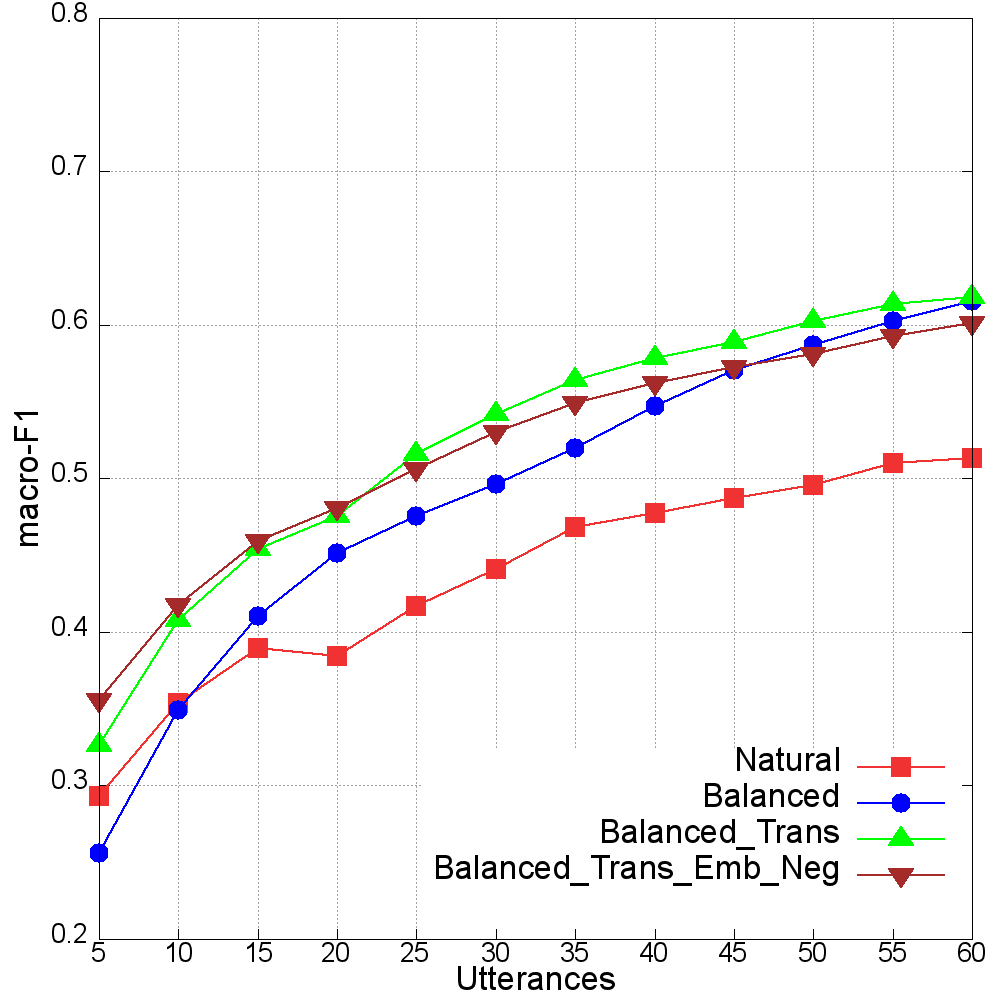 0.8
0.7
0.6
0.5
0.4
0.3
0.2
macro-F1
Natural
Balanced
Balanced_Trans
Balanced_Trans_Emb_Neg
5 10 15 20 25 30 35 40 45 50 55 60
Utterances